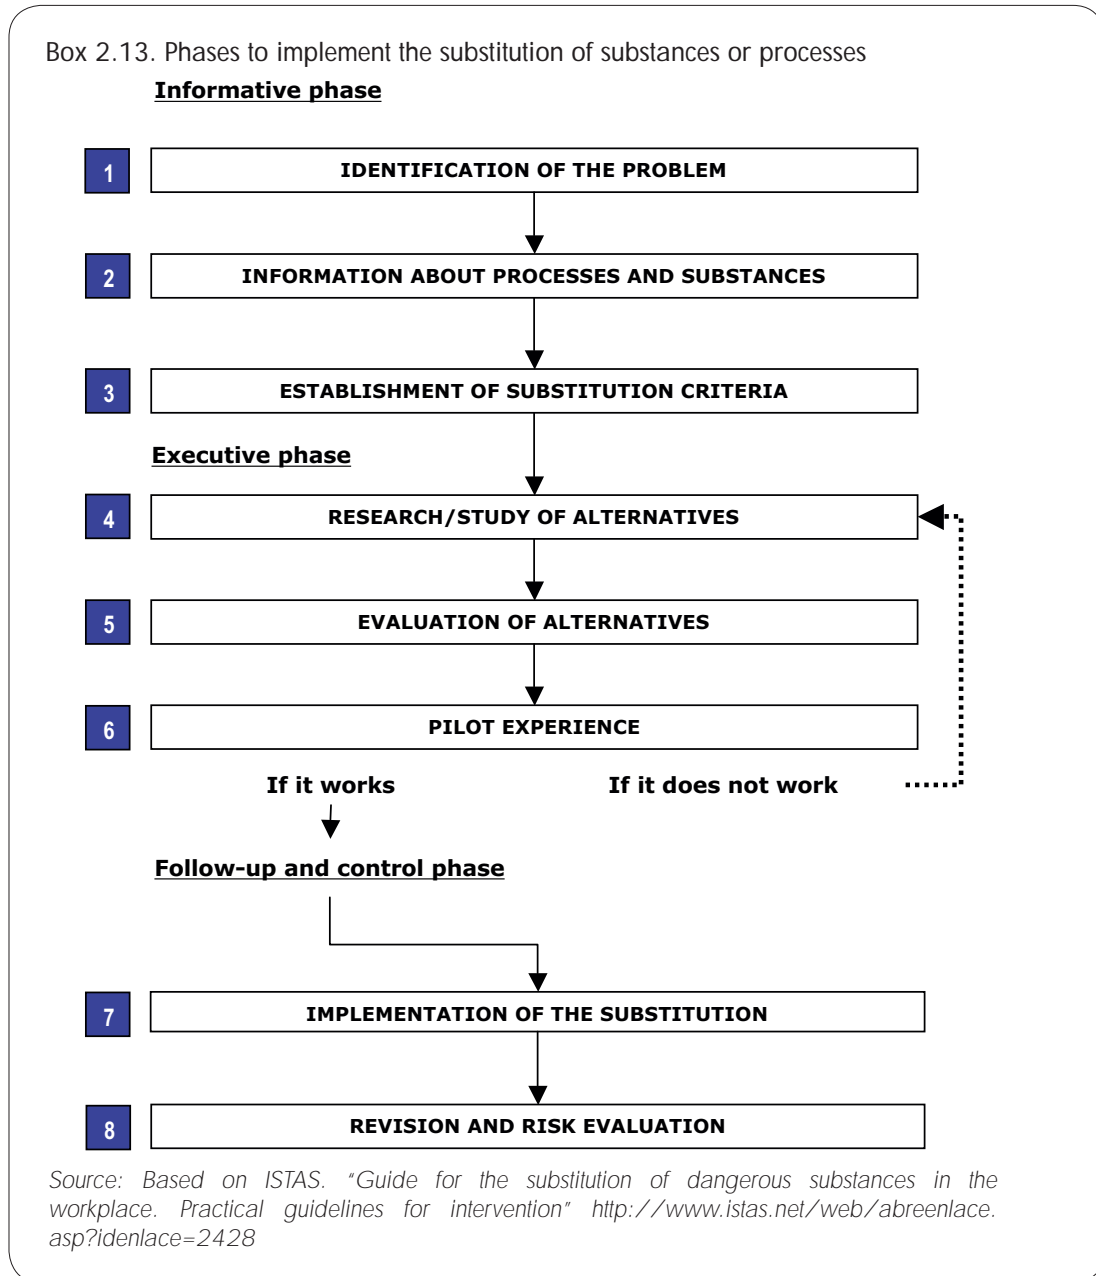 Box 2.13. Phases to implement the substitution of substances or processes
Informative phase
1 IDENTIFICATION OF THE PROBLEM
2 INFORMATION ABOUT PROCESSES AND SUBSTANCES
3 ESTABLISHMENT OF SUBSTITUTION CRITERIA
Executive phase
4 RESEARCH/STUDY OF ALTERNATIVES
5 EVALUATION OF ALTERNATIVES
6 PILOT EXPERIENCE
If it works If it does not work
Follow-up and control phase
7 IMPLEMENTATION OF THE SUBSTITUTION
8 REVISION AND RISK EVALUATION
Source: Based on ISTAS. "Guide for the substitution of dangerous substances in the
workplace. Practical guidelines for intervention" http://www.istas.net/web/abreenlace.
asp?idenlace=2428